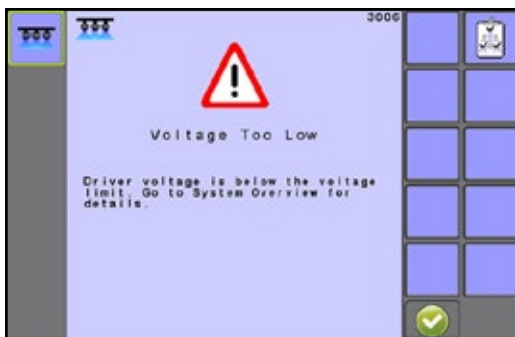 3006
Voltage Too Low
Driver voltage is below the voltage
limit. Go to System Overview for
details.